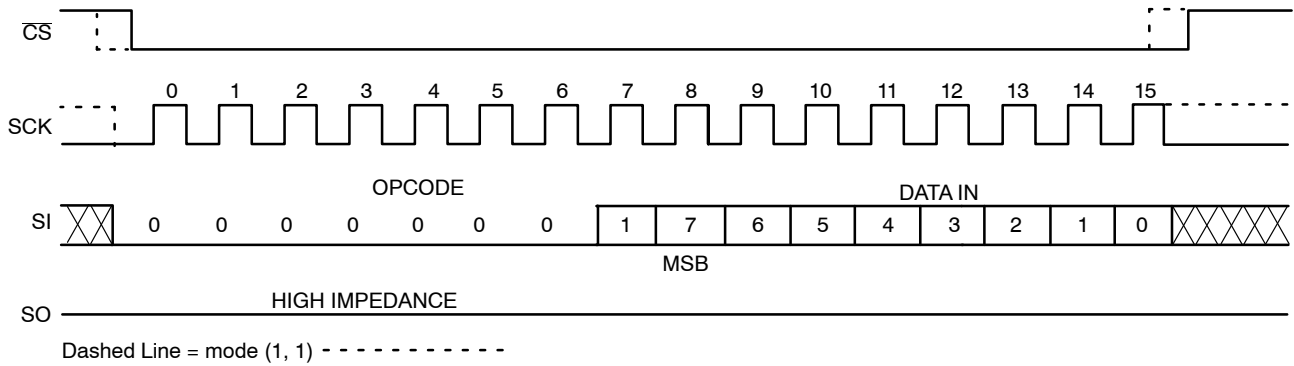 CS
0 1 2 3 4 5 6 7 8 9 10 11 12 13 14 15
SCK
OPCODE DATA IN
SI 0 0 0 0 0 0 0 1 7 6 5 4 3 2 1 0
MSB
HIGH IMPEDANCE
SO
Dashed Line = mode (1, 1)